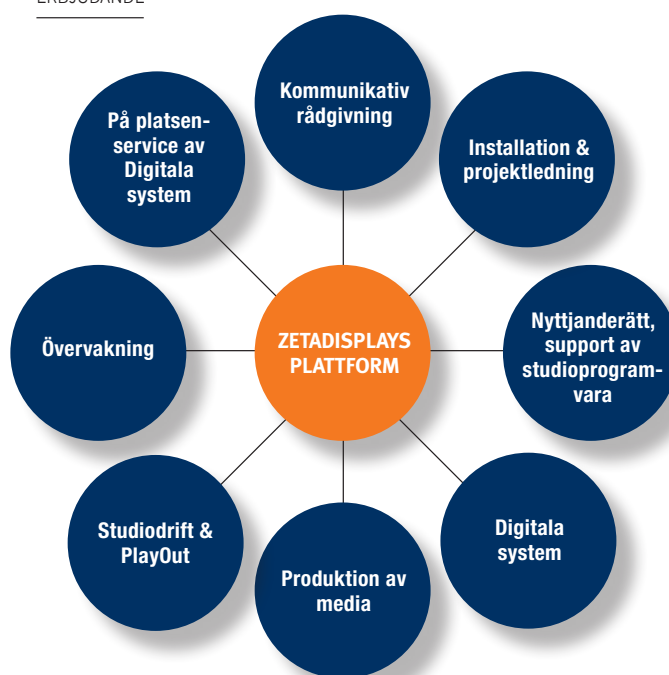 ERBJUDANDE
Kommunikativ
rådgivning
Installation &
projektledning
Nyttjanderätt,
support av
studioprogram-
vara
Digitala
system
Produktion av
media
Studiodrift &
PlayOut
Övervakning
På platsen-
service av
Digitala
system
ZETADISPLAYS
PLATTFORM